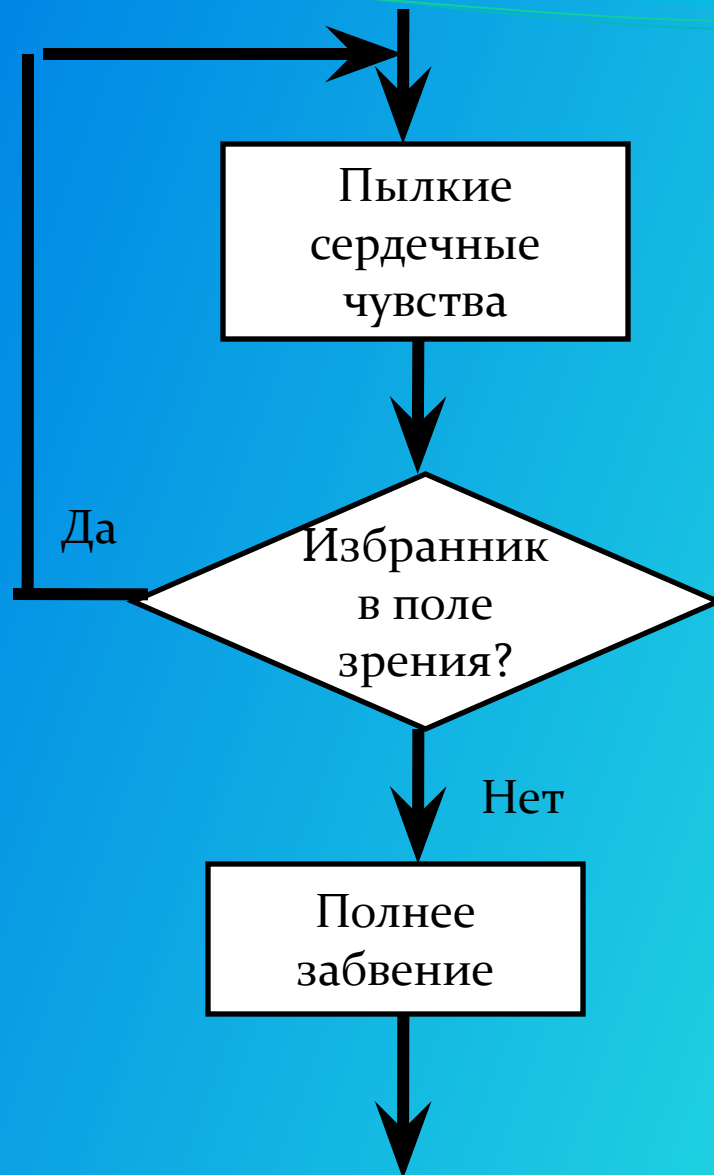 Пылкие
сердечные
чувства
Да
Избранник
в поле
зрения?
Нет
Полнее
забвение